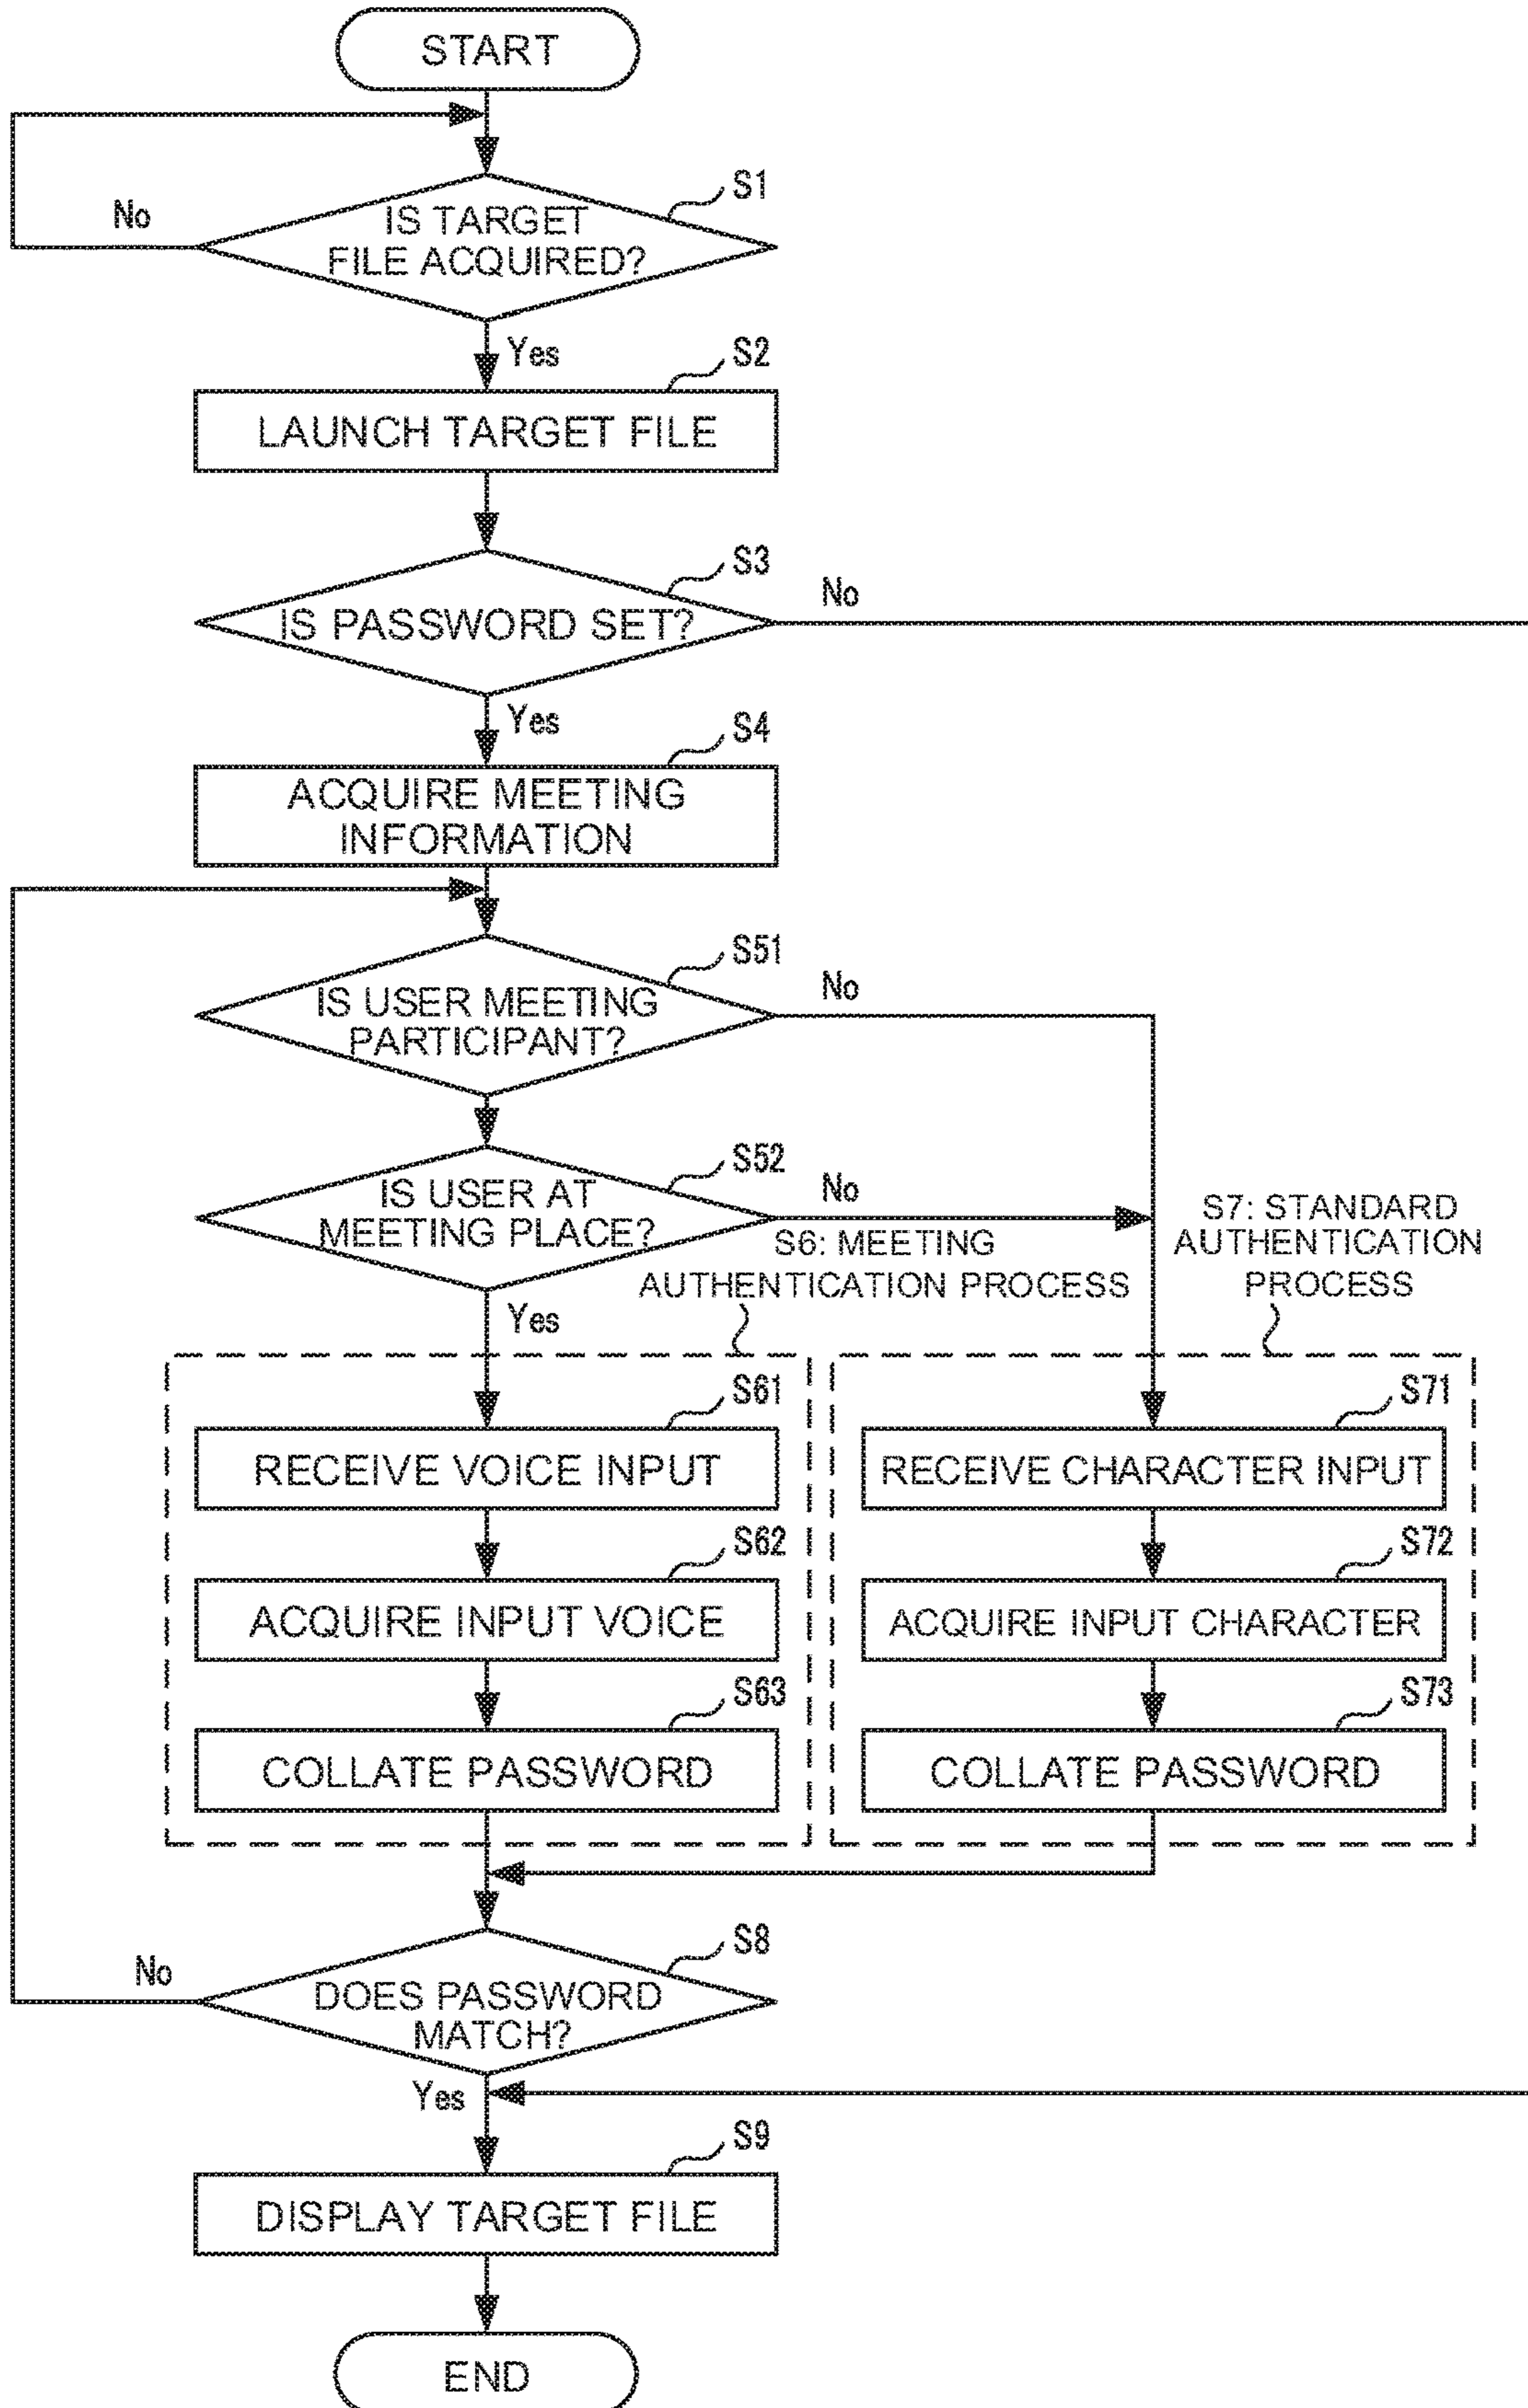 START
S1
No
IS TARGET
FILE ACQUIRED?
Yes
S2
LAUNCH TARGET FILE
S3
No
IS PASSWORD SET?
Yes
S4
ACQUIRE MEETING
INFORMATION
S51
No
IS USER MEETING
PARTICIPANT?
S52
No
IS USER AT
MEETING PLACE?
S6: MEETING
AUTHENTICATION PROCESS
S7: STANDARD
AUTHENTICATION
PROCESS
Yes
S61
RECEIVE VOICE INPUT
S71
RECEIVE CHARACTER INPUT
S62
ACQUIRE INPUT VOICE
S72
ACQUIRE INPUT CHARACTER
S63
COLLATE PASSWORD
S73
COLLATE PASSWORD
S8
No
DOES PASSWORD
MATCH?
Yes
S9
DISPLAY TARGET FILE
END